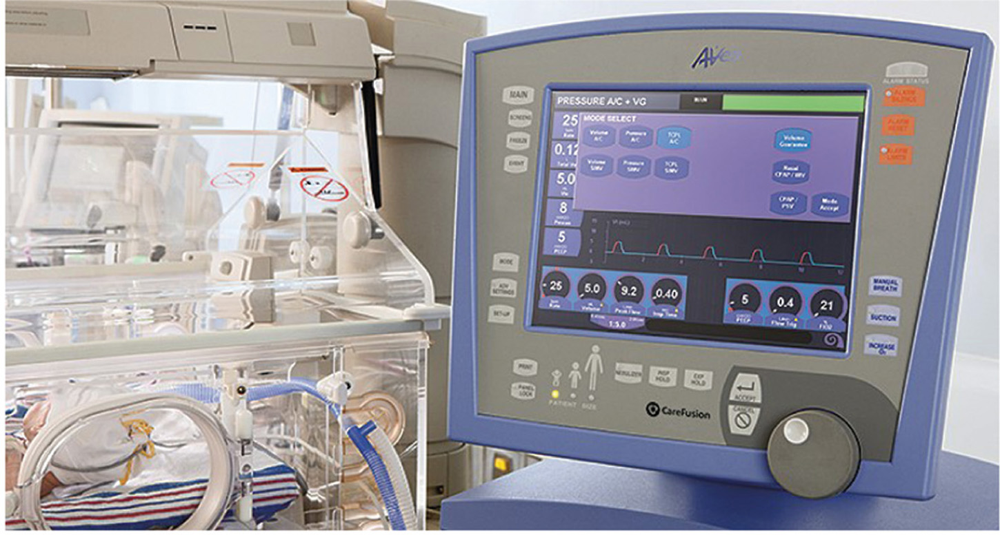 AVea
ALARM STATUS
ALARM
SILENCE
ALARM
RESET
ALARM
LIMITS
MAIN
SCREENS
FREEZE
EVENT
MODE
ADV
SETTINGS
SET-UP
PRESSURE A/C + VG
MAIN
MODE SELECT
25
Rate
0.12
5.0
8
5
PEEP
Volume
A/C
Pressure
A/C
TCPL
A/C
Volume
Guarantee
Volume
SIMV
Pressure
SIMV
TCPL
SIMV
Nasal
CPAP / IMV
CPAP /
PSV
Mode
Accept
25
Rate
5.0
Volume
9.2
Peak Flow
0.40
Insp Time
5
PEEP
0.4
Flow Trig
21
FIO2
1:5.0
MANUAL
BREATH
SUCTION
INCREASE
O2
PRINT
PANEL
LOCK
PATIENT SIZE
NEBULIZER
INSP
HOLD
EXP
HOLD
ACCEPT
CANCEL
CareFusion